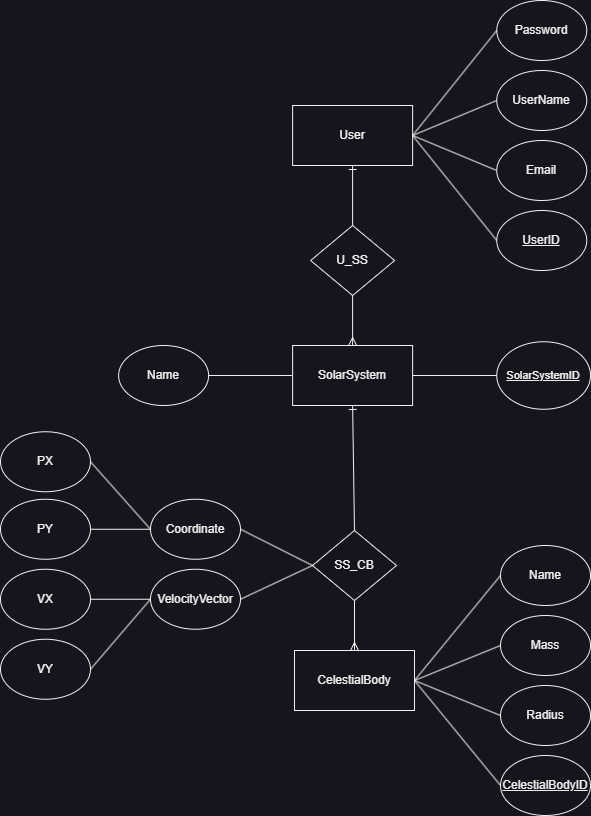 Password
UserName
User
Email
UserID
U_SS
Name
SolarSystem
SolarSystemID
PX
PY
Coordinate
SS_CB
VX
VelocityVector
VY
Name
Mass
CelestialBody
Radius
CelestialBodyID